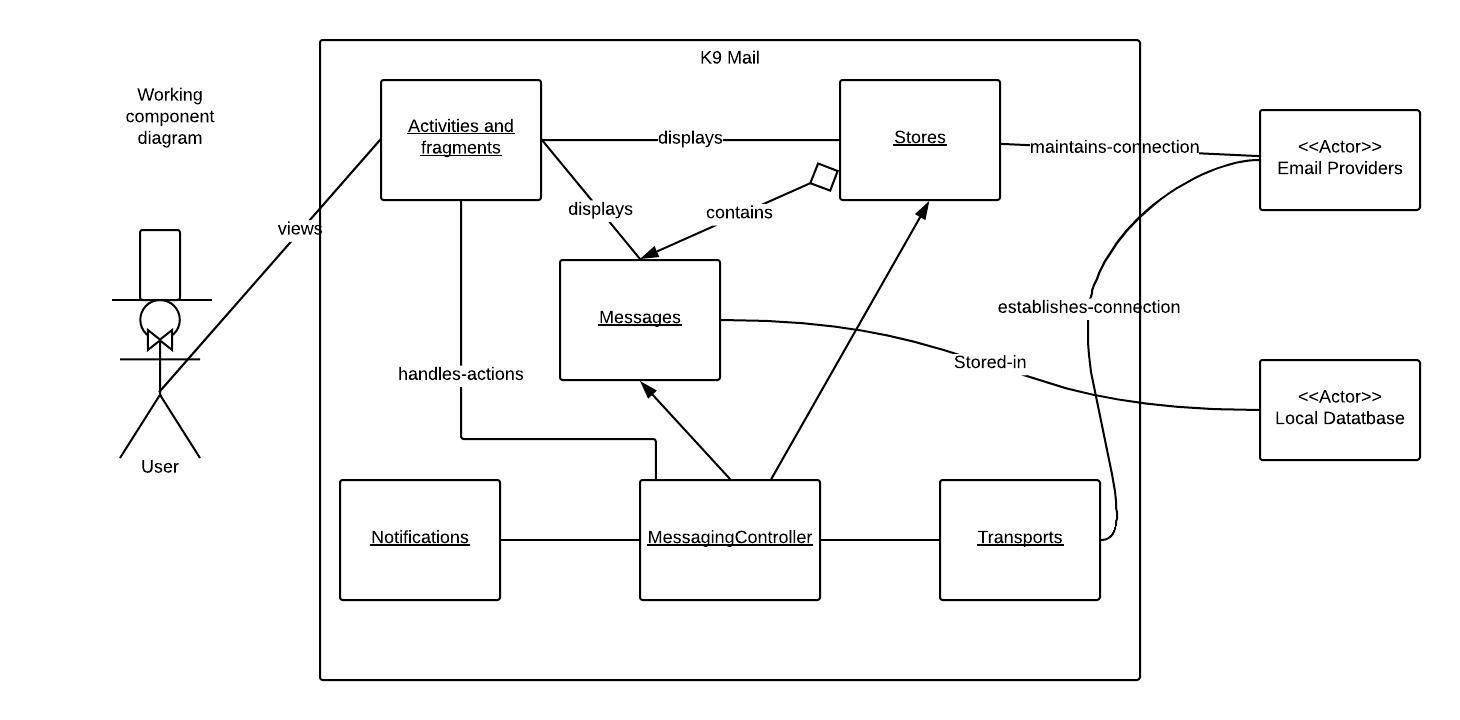 K9 Mail
Working
component
diagram
Activities and
fragments
displays
Stores
maintains-connection
<<Actor>>
Email Providers
views
displays
contains
Messages
establishes-connection
Stored-in
handles-actions
<<Actor>>
Local Datatbase
User
Notifications
MessagingController
Transports